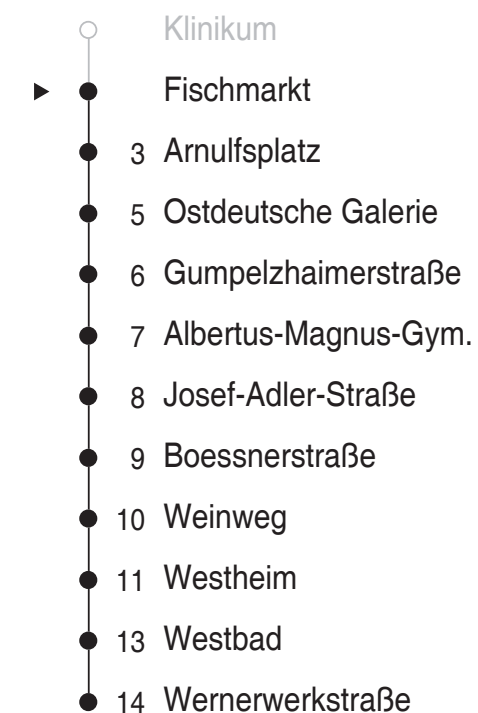 Klinikum
Fischmarkt
3 Arnulfsplatz
5 Ostdeutsche Galerie
6 Gumpelzhaimerstraße
7 Albertus-Magnus-Gym.
8 Josef-Adler-Straße
9 Boessnerstraße
10 Weinweg
11 Westheim
13 Westbad
14 Wernerwerkstraße